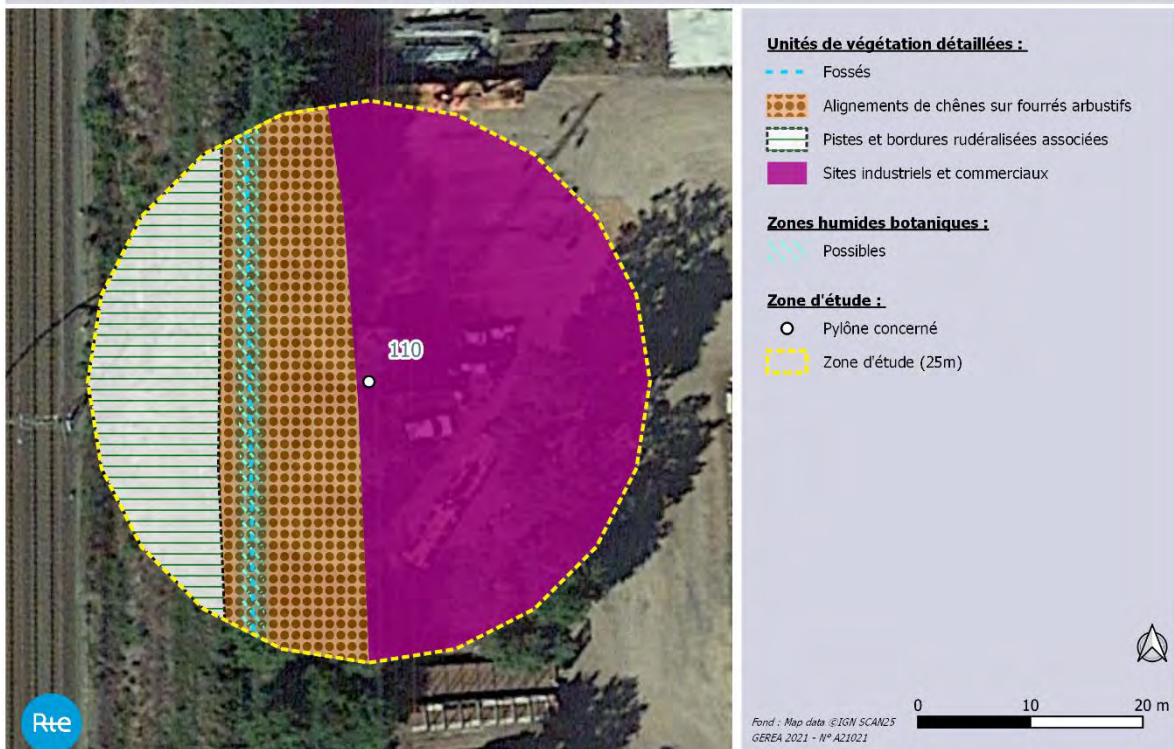 110
Rte
Unités de végétation détaillées :
Fossés
Alignements de chênes sur fourrés arbustifs
Pistes et bordures rudéralisées associées
Sites industriels et commerciaux
Zones humides botaniques :
Possibles
Zone d'étude :
Pylône concerné
Zone d'étude (25m)
0 10 20 m
Fond : Map data ©IGN SCAN25
GEREA 2021 - N° A21021